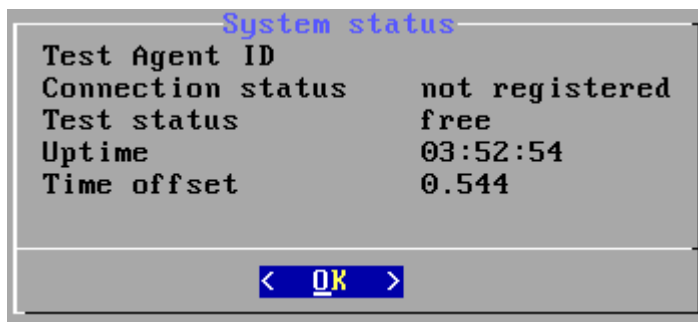 System status
Test Agent ID
Connection status not registered
Test status free
Uptime 03:52:54
Time offset 0.544
< OK >